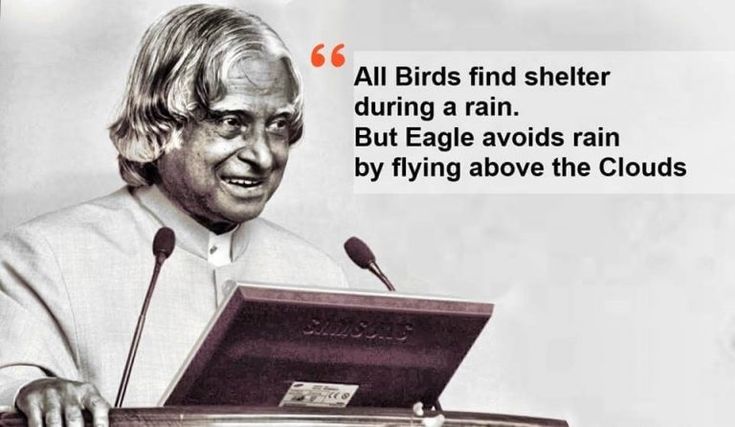 “
All Birds find shelter
during a rain.
But Eagle avoids rain
by flying above the Clouds
SAMSUNG